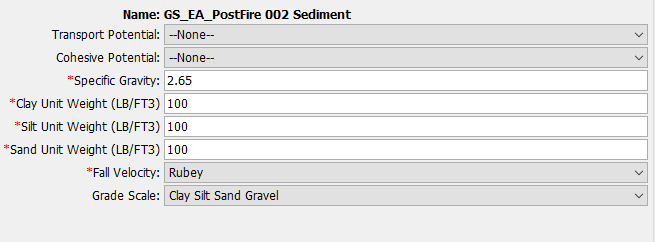 Name: GS_EA_PostFire 002 Sediment
Transport Potential: --None--
Cohesive Potential: --None--
*Specific Gravity: 2.65
*Clay Unit Weight (LB/FT3) 100
*Silt Unit Weight (LB/FT3) 100
*Sand Unit Weight (LB/FT3) 100
*Fall Velocity: Rubey
Grade Scale: Clay Silt Sand Gravel